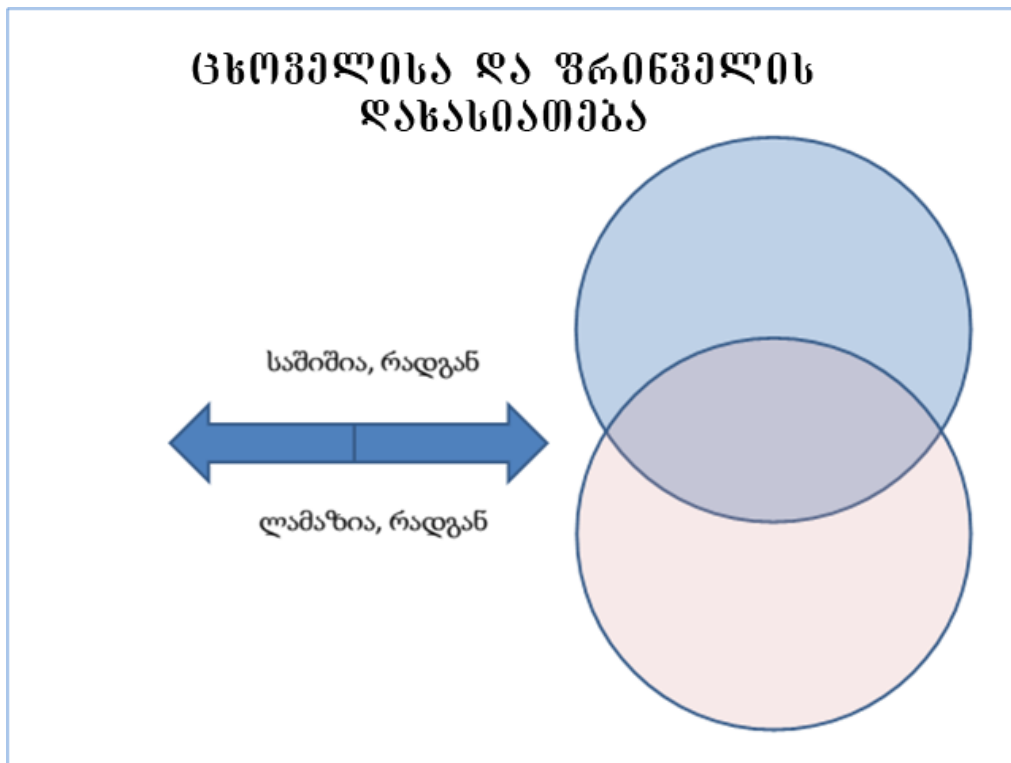 ცხოველისა და ფრინველის
დახასიათება
საშიშია, რადგან
ლამაზია, რადგან